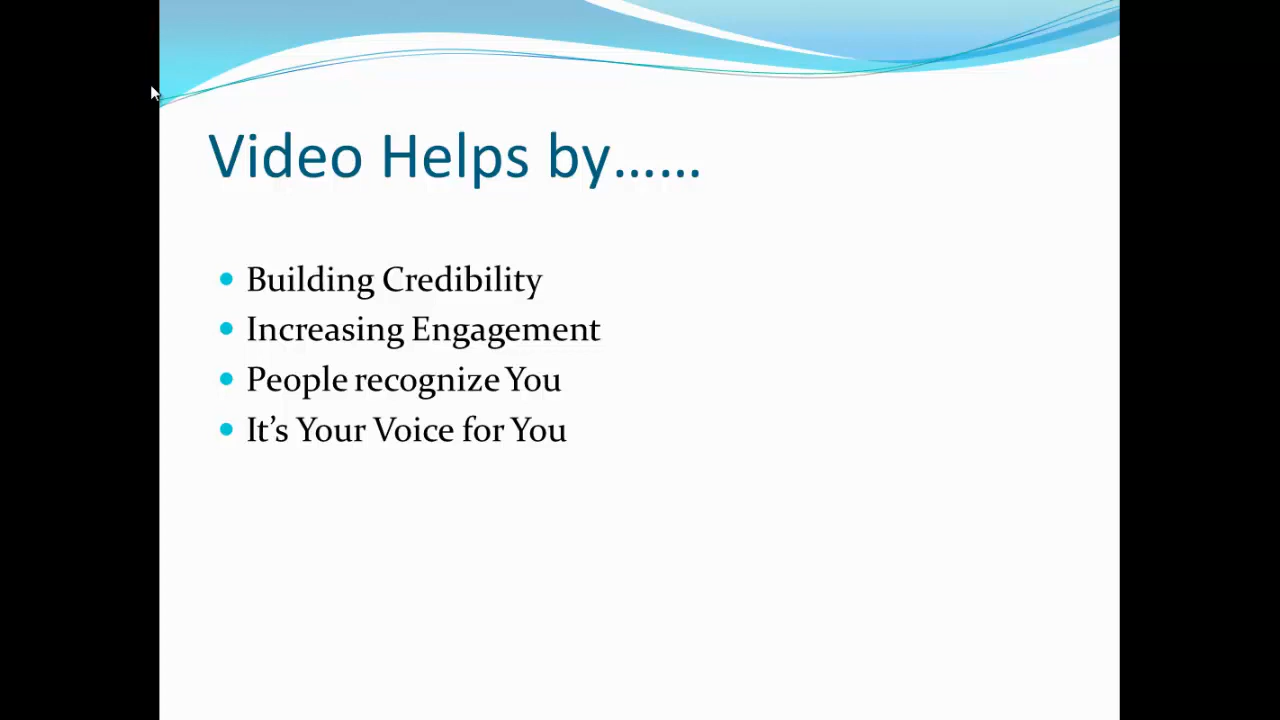 Video Helps by......
Building Credibility
Increasing Engagement
People recognize You
It’s Your Voice for You